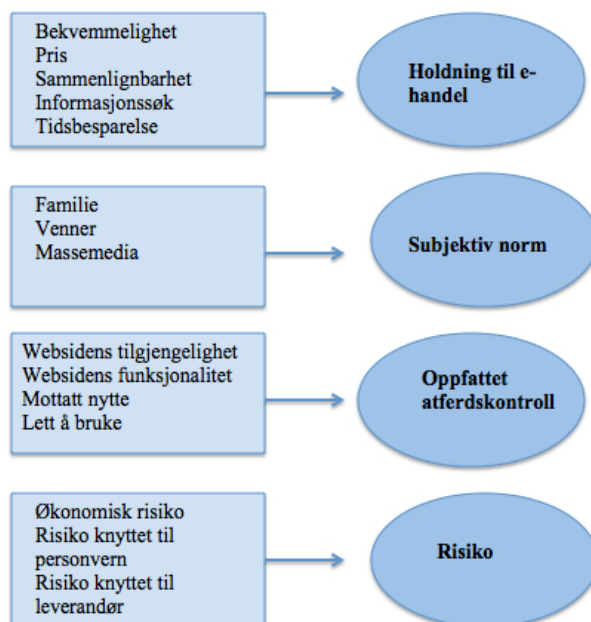 Bekvemmelighet
Pris
Sammenlignbarhet
Informasjonssøk
Tidsbesparelse
Holdning til e-
handel
Familie
Venner
Massemedia
Subjektiv norm
Websidens tilgjengelighet
Websidens funksjonalitet
Mottatt nytte
Lett å bruke
Oppfattet
atferdskontroll
Økonomisk risiko
Risiko knyttet til
personvern
Risiko knyttet til
leverandør
Risiko